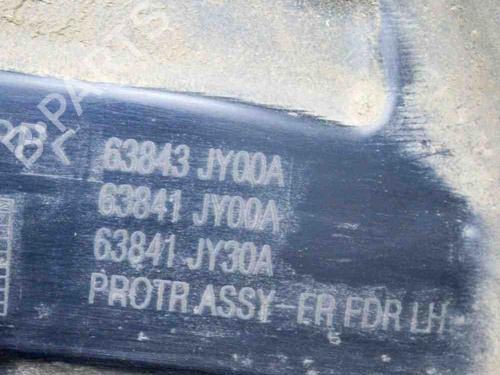 63843 JY00A
63841 JY00A
63841 JY30A
PROTR ASSY-FR FDR LH